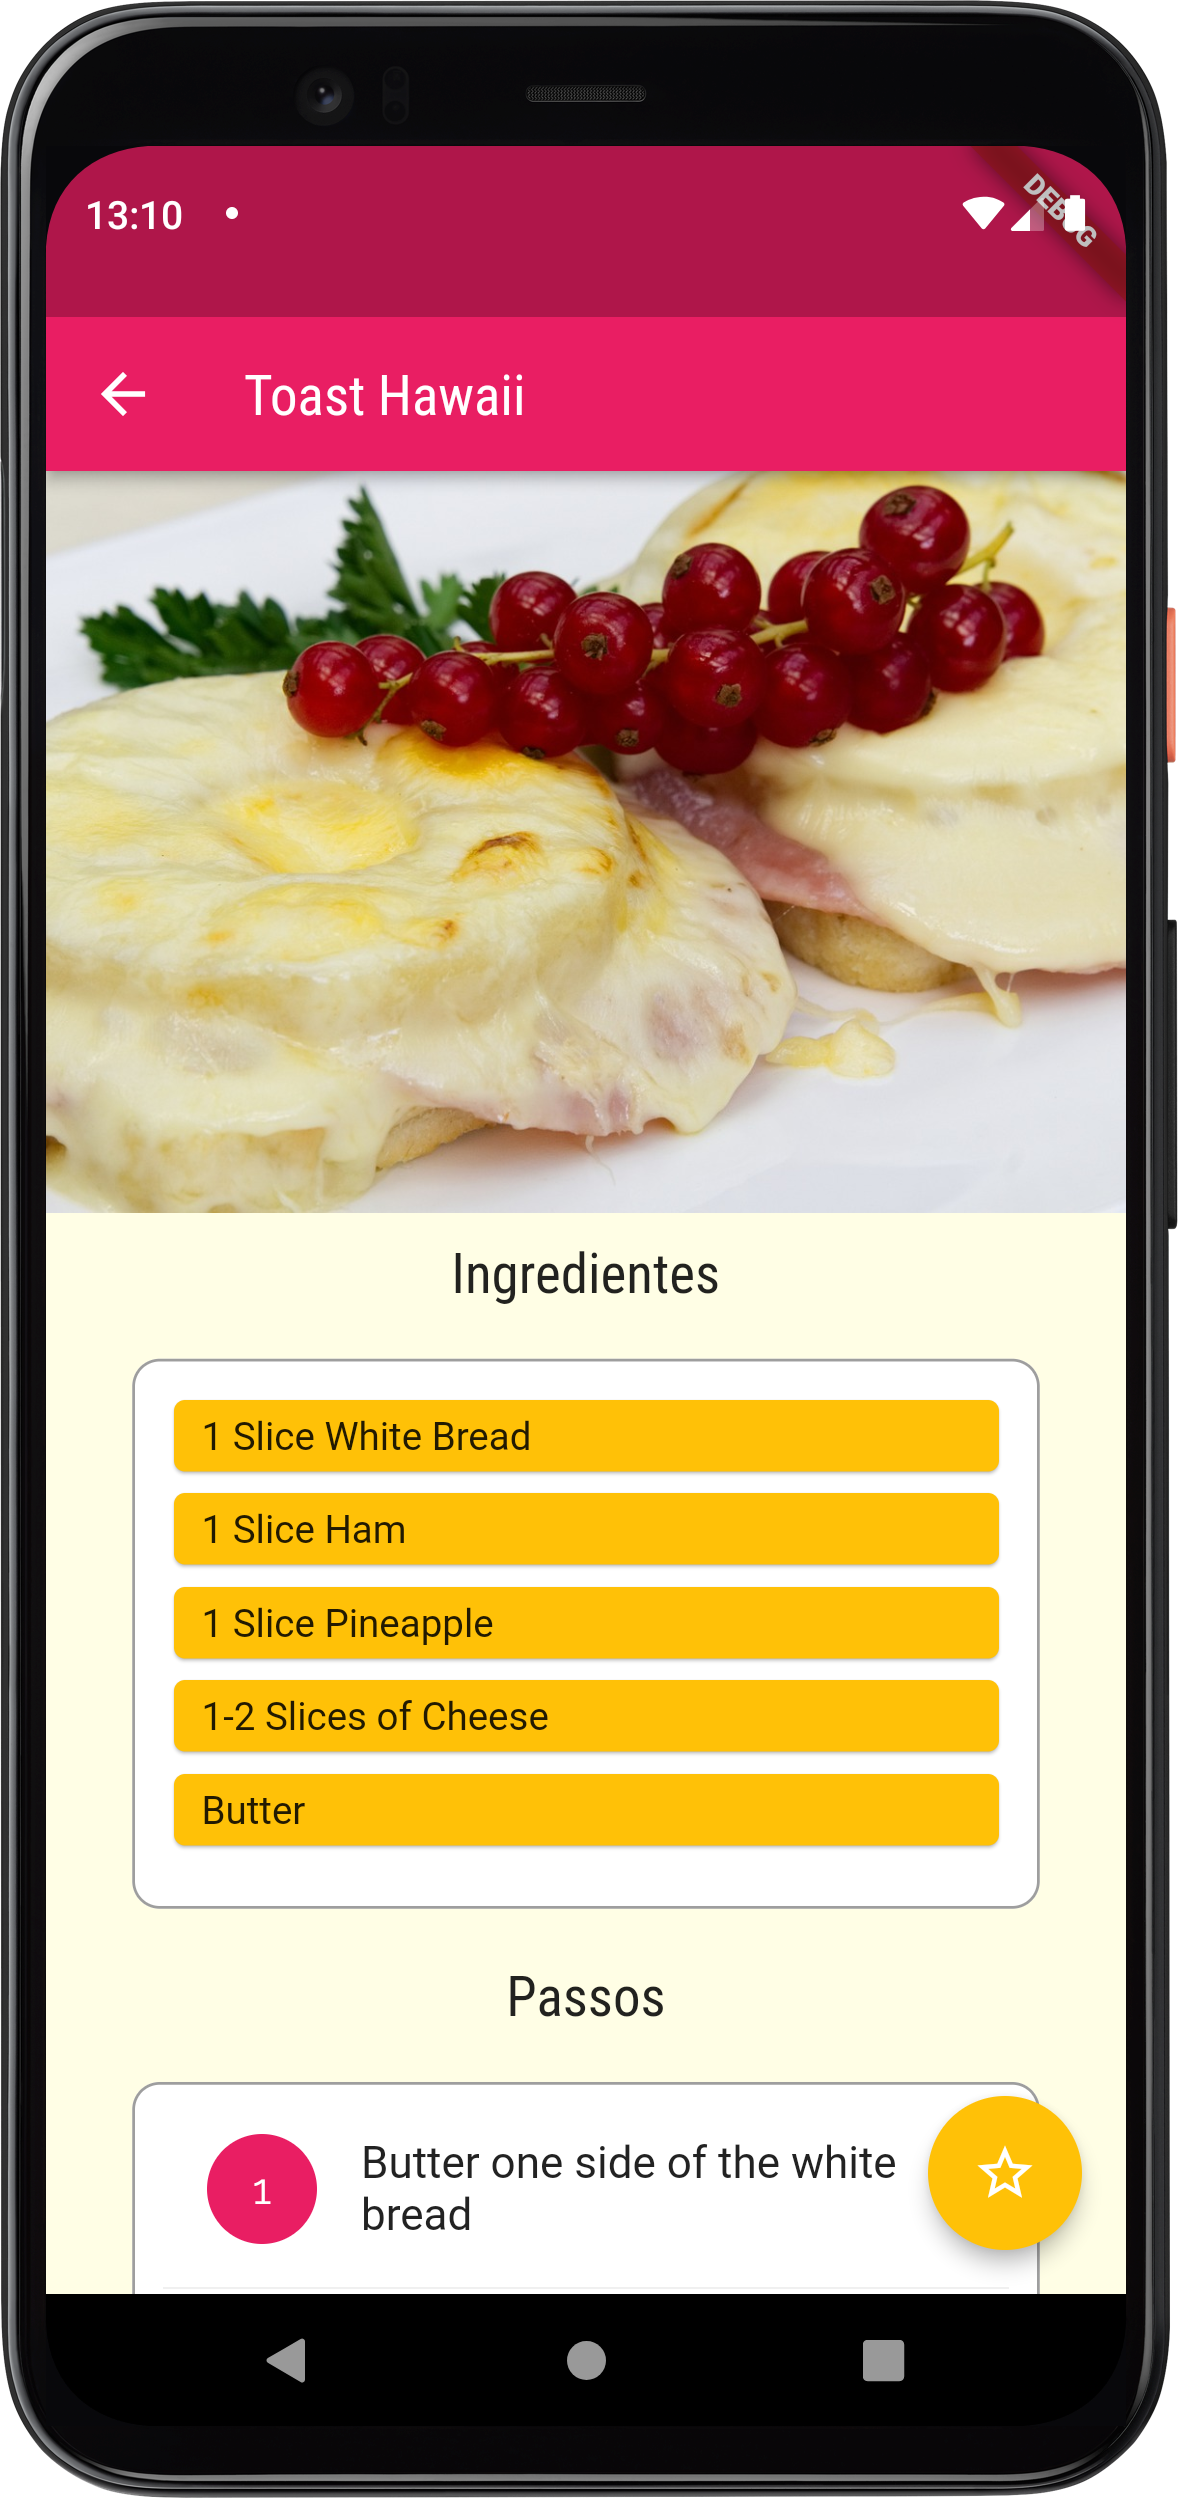 13:10
DEBUG
Toast Hawaii
Ingredientes
1 Slice White Bread
1 Slice Ham
1 Slice Pineapple
1-2 Slices of Cheese
Butter
Passos
1
Butter one side of the white
bread